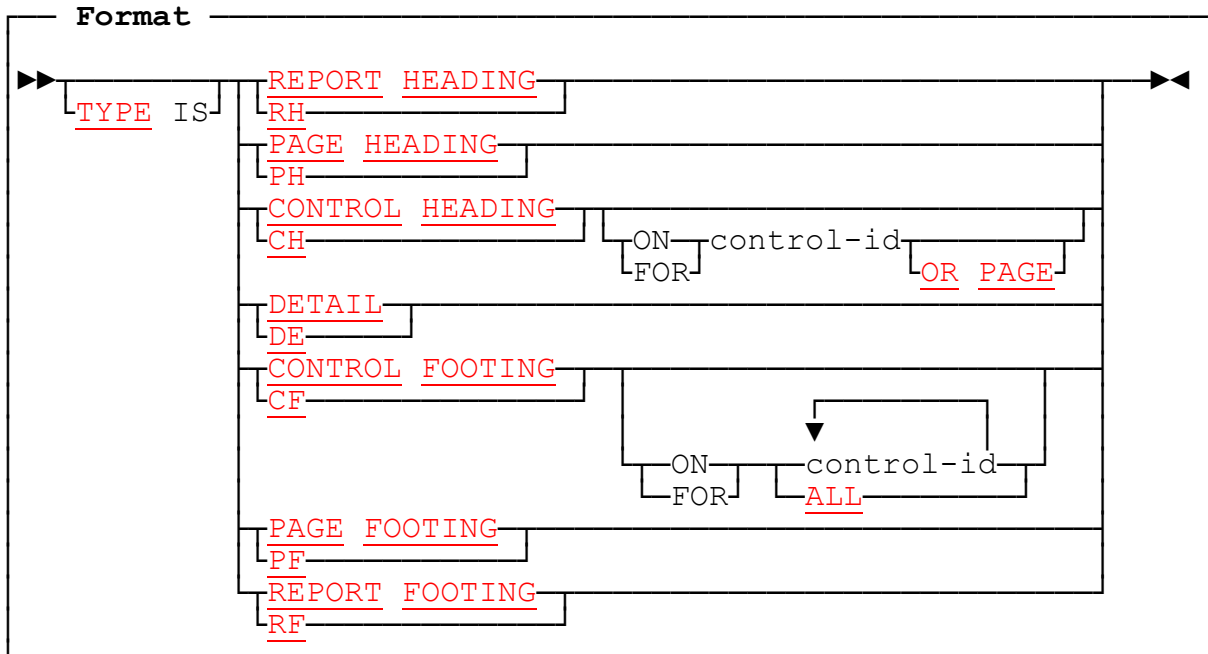 Format
REPORT HEADING
TYPE IS RH
PAGE HEADING
PH
CONTROL HEADING
CH ON control-id
FOR OR PAGE
DETAIL
DE
CONTROL FOOTING
CF
ON control-id
FOR ALL
PAGE FOOTING
PF
REPORT FOOTING
RF